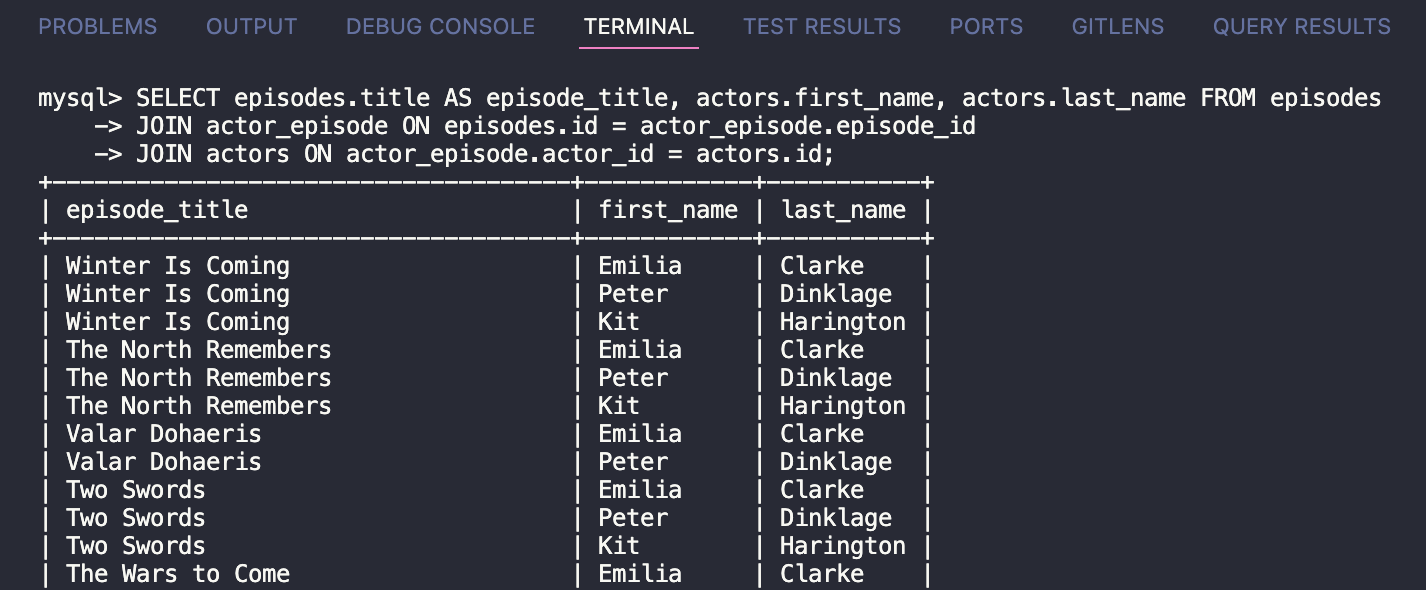 PROBLEMS OUTPUT DEBUG CONSOLE TERMINAL TEST RESULTS PORTS GITLENS QUERY RESULTS
mysql> SELECT episodes.title AS episode_title, actors.first_name, actors.last_name FROM episodes
    -> JOIN actor_episode ON episodes.id = actor_episode.episode_id
    -> JOIN actors ON actor_episode.actor_id = actors.id;
+-------------------------------------+------------+-----------+
| episode_title                       | first_name | last_name |
+-------------------------------------+------------+-----------+
| Winter Is Coming                    | Emilia     | Clarke    |
| Winter Is Coming                    | Peter      | Dinklage  |
| Winter Is Coming                    | Kit        | Harington |
| The North Remembers                 | Emilia     | Clarke    |
| The North Remembers                 | Peter      | Dinklage  |
| The North Remembers                 | Kit        | Harington |
| Valar Dohaeris                      | Emilia     | Clarke    |
| Valar Dohaeris                      | Peter      | Dinklage  |
| Two Swords                          | Emilia     | Clarke    |
| Two Swords                          | Peter      | Dinklage  |
| Two Swords                          | Kit        | Harington |
| The Wars to Come                    | Emilia     | Clarke    |